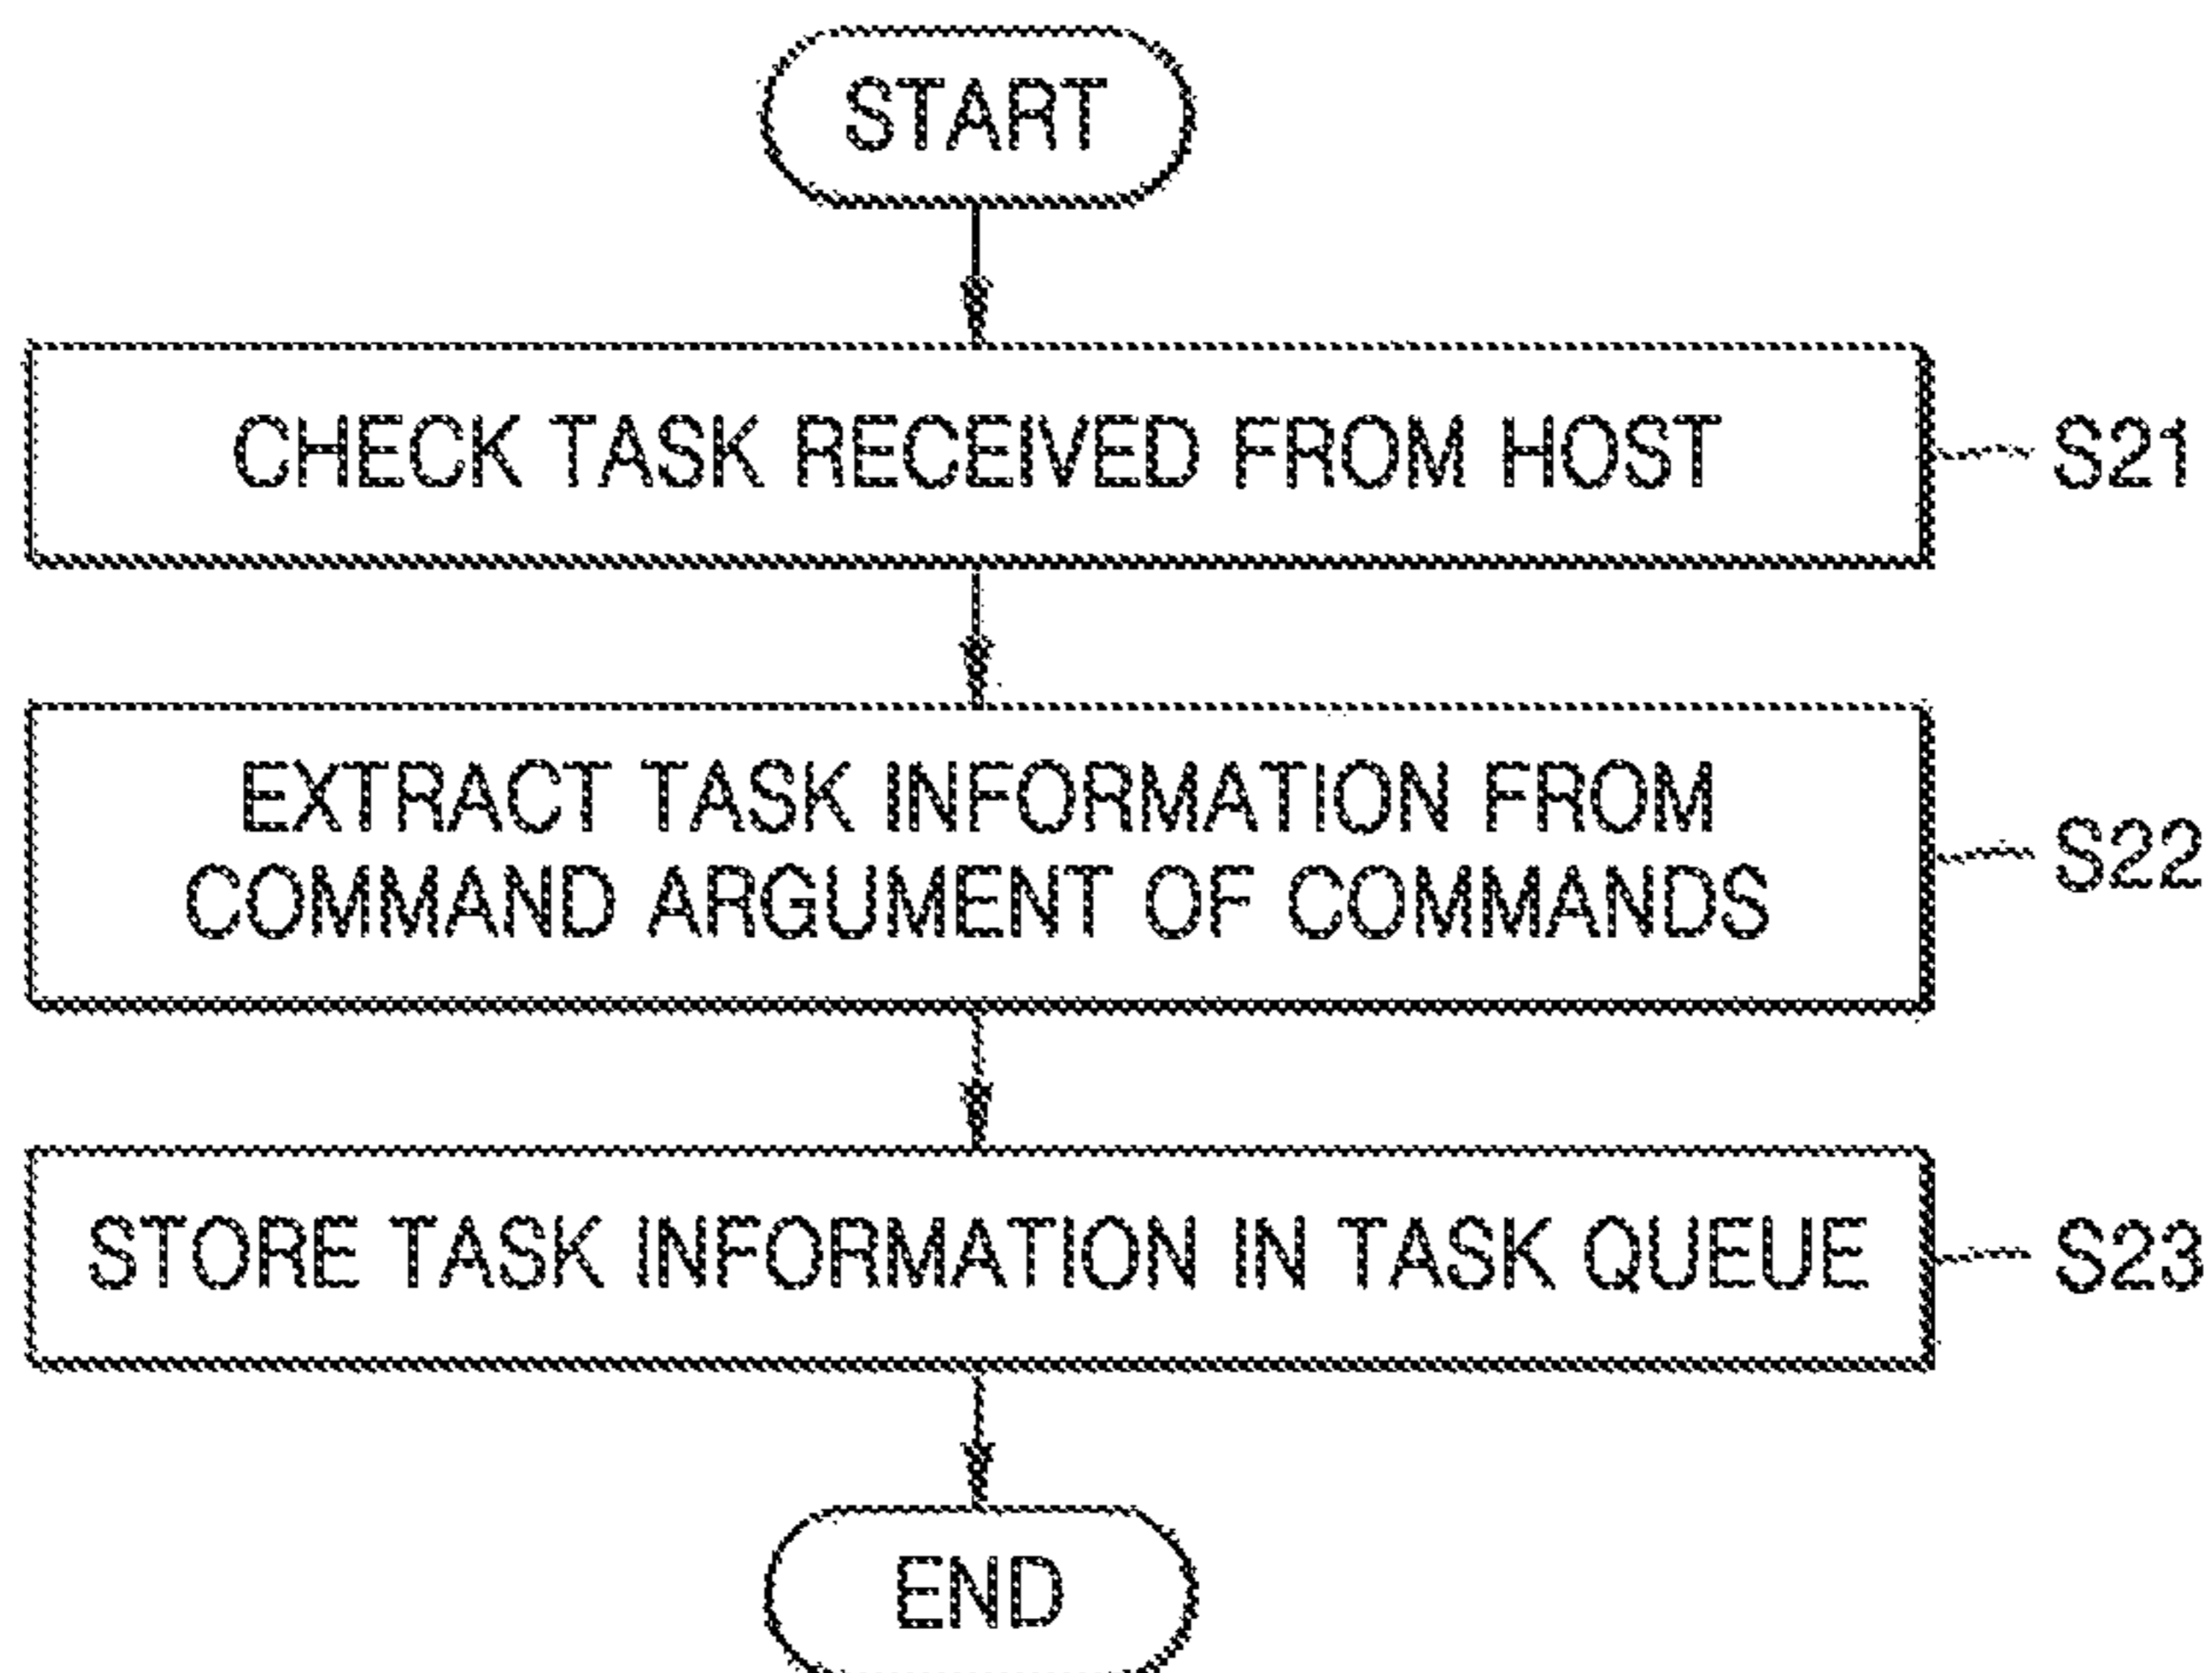 START
CHECK TASK RECEIVED FROM HOST
S21
EXTRACT TASK INFORMATION FROM
COMMAND ARGUMENT OF COMMANDS
S22
STORE TASK INFORMATION IN TASK QUEUE
S23
END